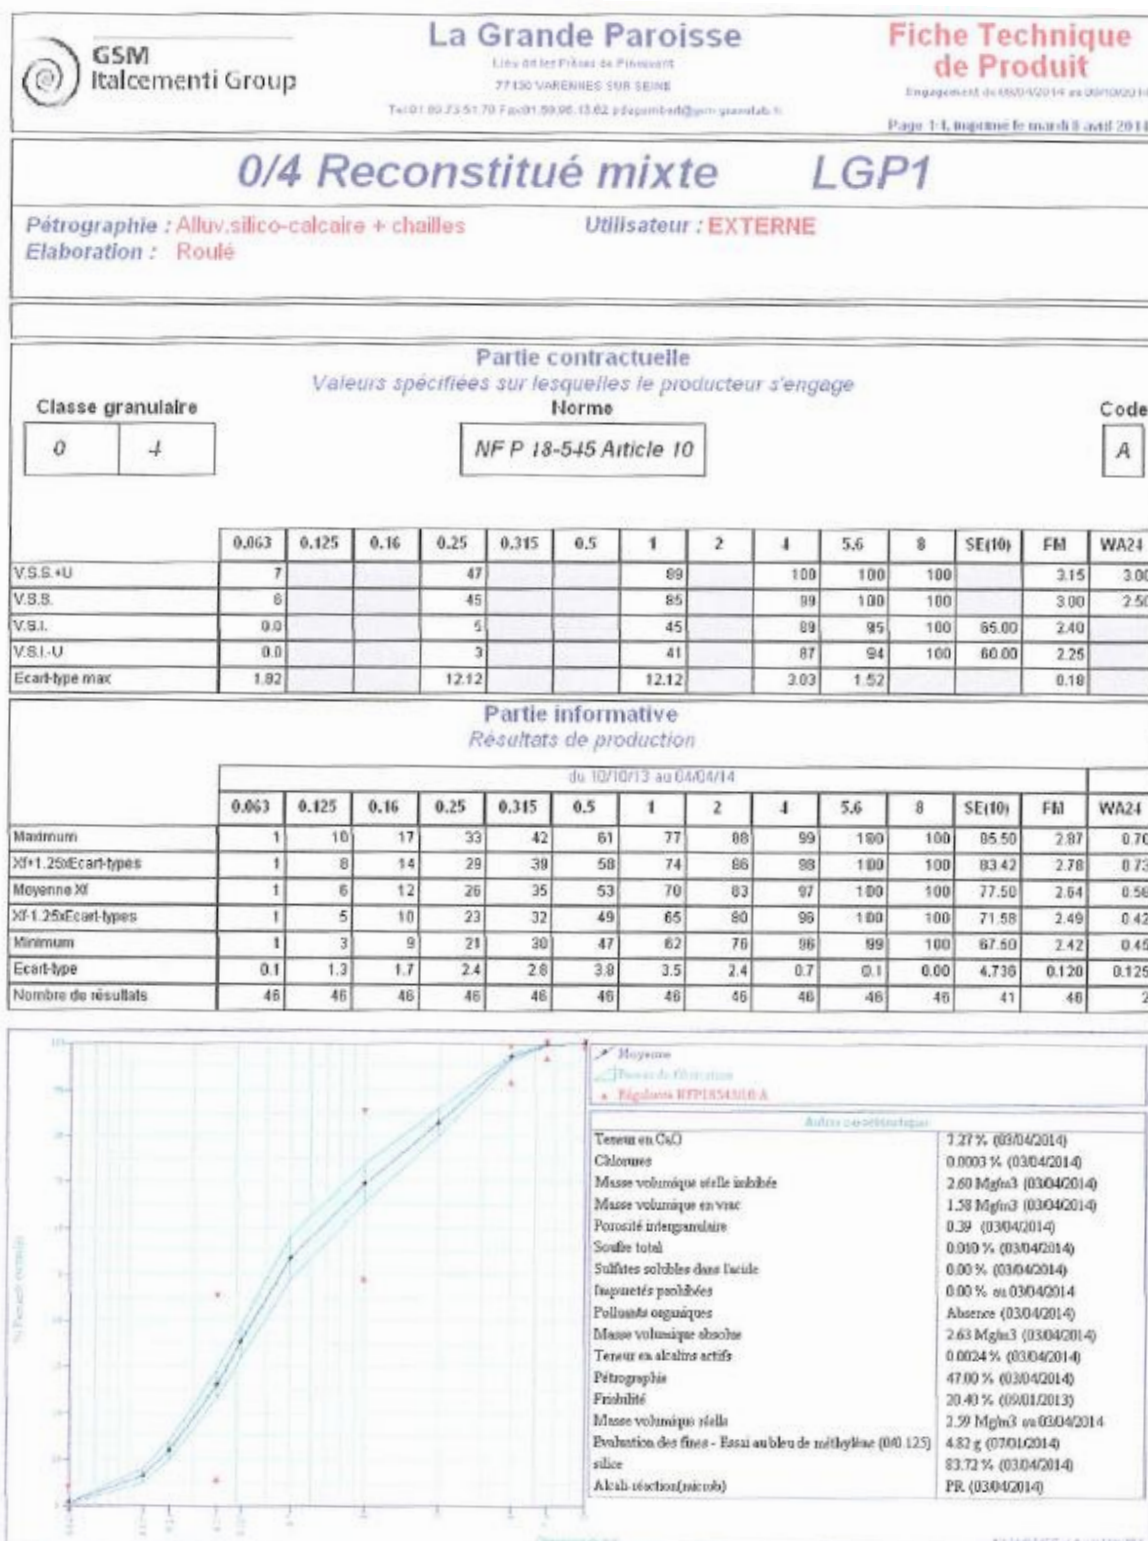 GSM
Italcementi Group
La Grande Paroisse
77130 VARENNES SUR SEINE
Fiche Technique
de Produit
Page 1/1, imprimé le mardi 8 avril 2014
0/4 Reconstitué mixte LGP1
Pétrographie : Alluv.silico-calcaire + chailles Utilisateur : EXTERNE
Elaboration : Roulé
Partie contractuelle
Valeurs spécifiées sur lesquelles le producteur s'engage
Classe granulaire Norme Code
0 4 NF P 18-545 Article 10 A
0.063 0.125 0.16 0.25 0.315 0.5 1 2 4 5.6 8 SE(10) FM WA24
V.S.S.+U 7 47 89 100 100 100 3.15 3.00
V.S.S. 6 45 85 99 100 100 3.00 2.50
V.S.I. 0.0 5 45 89 95 100 65.00 2.40
V.S.I.-U 0.0 3 41 87 94 100 60.00 2.25
Ecart-type max 1.82 12.12 12.12 3.03 1.52 0.18
Partie informative
Résultats de production
du 10/10/13 au 04/04/14
0.063 0.125 0.16 0.25 0.315 0.5 1 2 4 5.6 8 SE(10) FM WA24
Maximum 1 10 17 33 42 61 77 88 99 100 100 85.50 2.87 0.70
Xf+1.25xEcart-types 1 8 14 29 39 58 74 86 98 100 100 83.42 2.78 0.73
Moyenne Xf 1 6 12 26 35 53 70 83 97 100 100 77.50 2.64 0.58
Xf-1.25xEcart-types 1 5 10 23 32 49 65 80 96 100 100 71.58 2.49 0.42
Minimum 1 3 9 21 30 47 62 76 96 99 100 67.50 2.42 0.45
Ecart-type 0.1 1.3 1.7 2.4 2.8 3.8 3.5 2.4 0.7 0.1 0.00 4.736 0.120 0.125
Nombre de résultats 46 46 46 46 46 46 46 46 46 46 46 41 46 2
Moyenne
Fuseau de fabrication
% Passants cumulés
Autres caractéristiques
Teneur en CaO 7.27 % (03/04/2014)
Chlorures 0.0003 % (03/04/2014)
Masse volumique réelle imbibée 2.60 Mg/m3 (03/04/2014)
Masse volumique en vrac 1.58 Mg/m3 (03/04/2014)
Porosité intergranulaire 0.39 (03/04/2014)
Soufre total 0.010 % (03/04/2014)
Sulfates solubles dans l'acide 0.00 % (03/04/2014)
Impuretés prohibées 0.00 % au 03/04/2014
Polluants organiques Absence (03/04/2014)
Masse volumique absolue 2.63 Mg/m3 (03/04/2014)
Teneur en alcalins actifs 0.0024 % (03/04/2014)
Pétrographie 47.00 % (03/04/2014)
Friabilité 20.40 % (09/01/2013)
Masse volumique réelle 2.59 Mg/m3 au 03/04/2014
Evaluation des fines - Essai au bleu de méthylène (0/0.125) 4.82 g (07/01/2014)
silice 83.72 % (03/04/2014)
Alcali-réaction(microb) PR (03/04/2014)